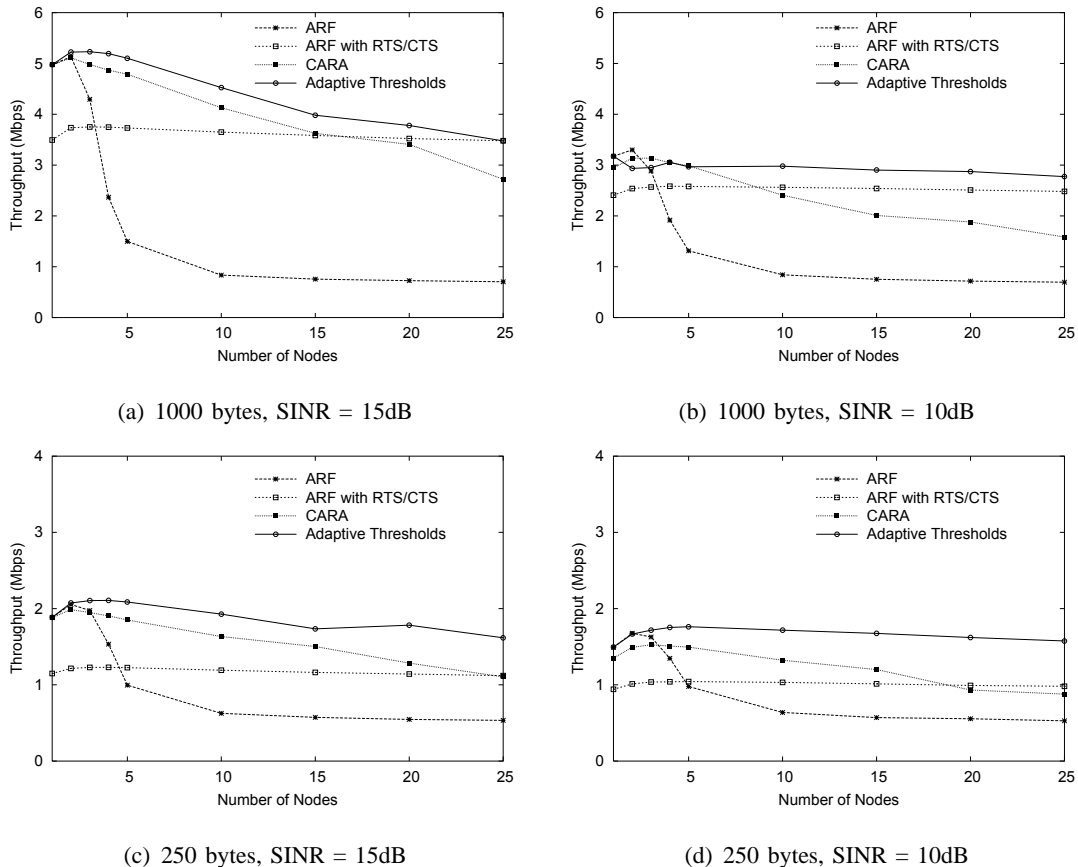 6
5
4
3
2
1
0
Throughput (Mbps)
5 10 15 20 25
Number of Nodes
ARF
ARF with RTS/CTS
CARA
Adaptive Thresholds
(a) 1000 bytes, SINR = 15dB
6
5
4
3
2
1
0
Throughput (Mbps)
5 10 15 20 25
Number of Nodes
ARF
ARF with RTS/CTS
CARA
Adaptive Thresholds
(b) 1000 bytes, SINR = 10dB
4
3
2
1
0
Throughput (Mbps)
5 10 15 20 25
Number of Nodes
ARF
ARF with RTS/CTS
CARA
Adaptive Thresholds
(c) 250 bytes, SINR = 15dB
4
3
2
1
0
Throughput (Mbps)
5 10 15 20 25
Number of Nodes
ARF
ARF with RTS/CTS
CARA
Adaptive Thresholds
(d) 250 bytes, SINR = 10dB